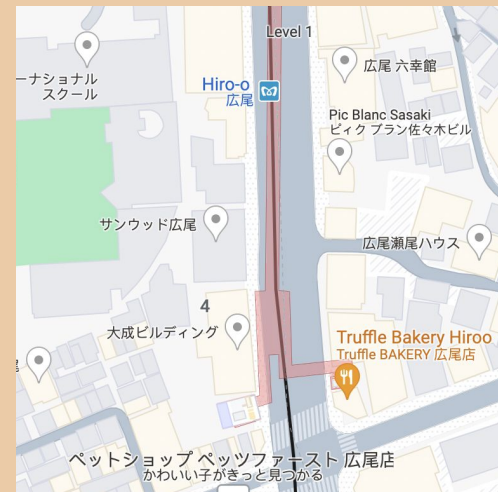 Level 1
広尾 六幸館
ーナショナル
スクール
Hiro-o
広尾
Pic Blanc Sasaki
ピィク ブラン佐々木ビル
サンウッド広尾
広尾瀬尾ハウス
4
大成ビルディング
Truffle Bakery Hiroo
Truffle BAKERY 広尾店
ペットショップ ペッツファースト 広尾店
かわいい子がきっと見つかる